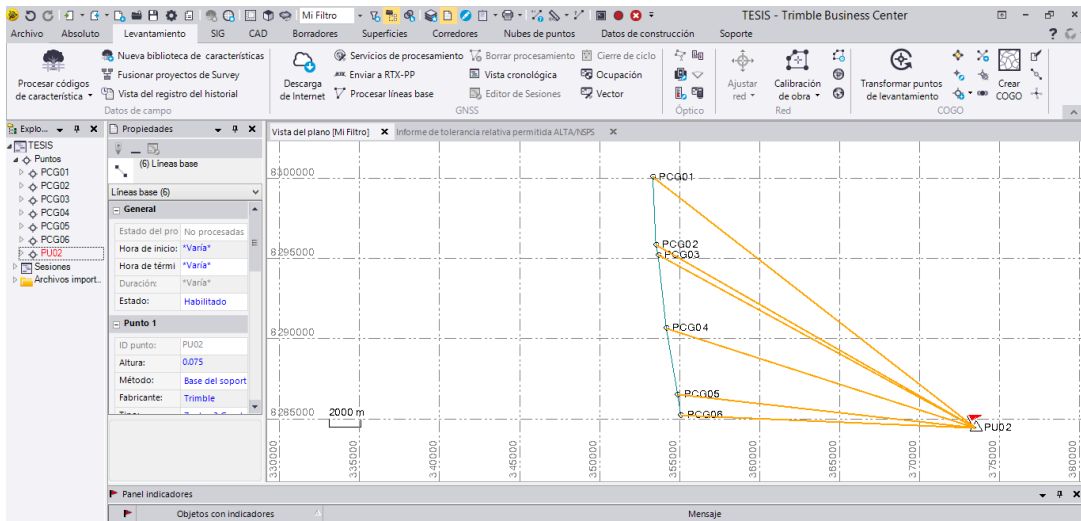 Mi Filtro TESIS - Trimble Business Center
Archivo Absoluto Levantamiento SIG CAD Borradores Superficies Corredores Nubes de puntos Datos de construcción Soporte
Procesar códigos de característica
Nueva biblioteca de características
Fusionar proyectos de Survey
Vista del registro del historial
Datos de campo
Descarga de Internet
Servicios de procesamiento
Enviar a RTX-PP
Procesar líneas base
Borrar procesamiento
Vista cronológica
Editor de Sesiones
Cierre de ciclo
Ocupación
Vector
GNSS
Óptico
Ajustar red
Calibración de obra
Red
Transformar puntos de levantamiento
Crear COGO
COGO
Explo...
TESIS
Puntos
PCG01
PCG02
PCG03
PCG04
PCG05
PCG06
PU02
Sesiones
Archivos import..
Propiedades
(6) Líneas base
Líneas base (6)
General
Estado del pro No procesadas
Hora de inicio: *Varía*
Hora de térmi *Varía*
Duración: *Varía*
Estado: Habilitado
Punto 1
ID punto: PU02
Altura: 0.075
Método: Base del soport
Fabricante: Trimble
Vista del plano [Mi Filtro] Informe de tolerancia relativa permitida ALTA/NSPS
8300000
8295000
8290000
8285000
PCG01
PCG02
PCG03
PCG04
PCG05
PCG06
PU02
2000 m
330000 335000 340000 345000 350000 355000 360000 365000 370000 375000 380000
Panel indicadores
Objetos con indicadores Mensaje